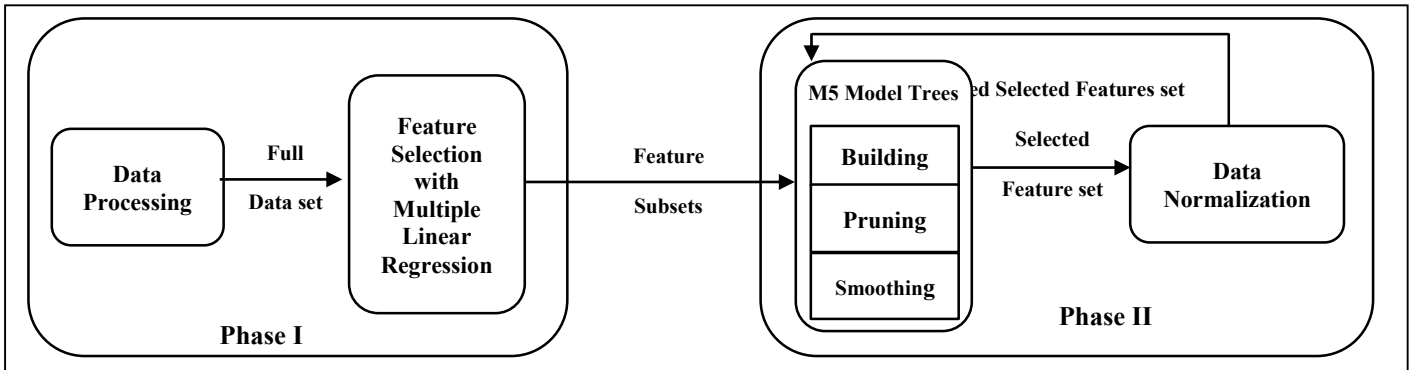 Data
Processing
Full
Data set
Feature
Selection
with
Multiple
Linear
Regression
Phase I
Feature
Subsets
M5 Model Trees
Building
Pruning
Smoothing
Selected Features set
Selected
Feature set
Data
Normalization
Phase II